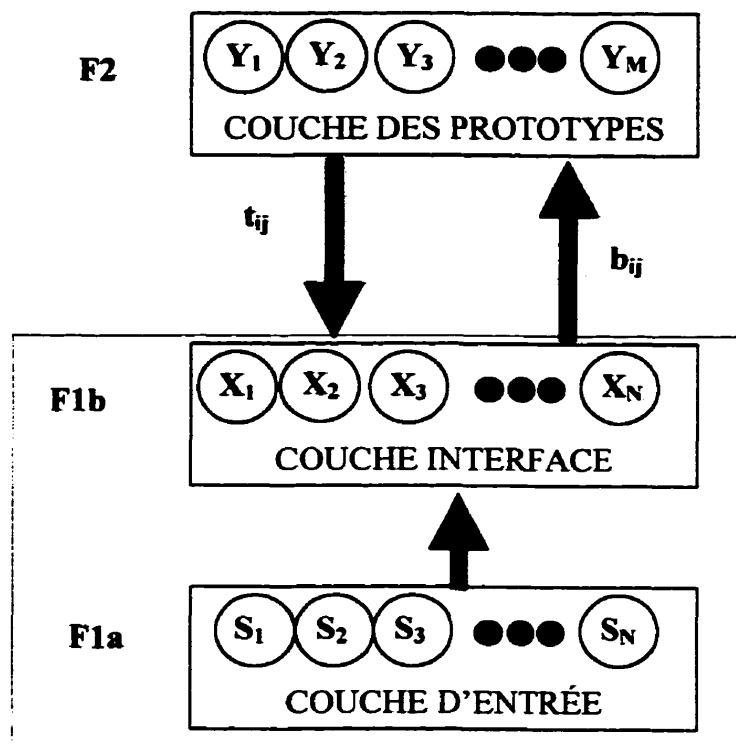 F2
Y1 Y2 Y3 ●●● YM
COUCHE DES PROTOTYPES
tij
bij
F1b
X1 X2 X3 ●●● XN
COUCHE INTERFACE
F1a
S1 S2 S3 ●●● SN
COUCHE D'ENTRÉE